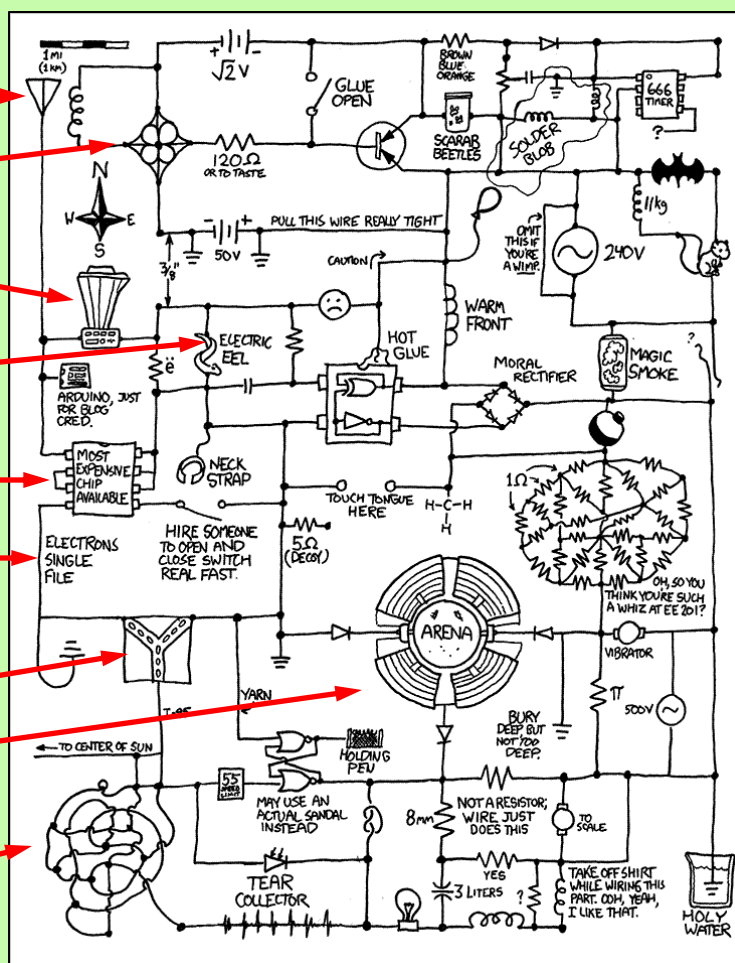 1MI
(1KM)
√2 V
GLUE
OPEN
BROWN
BLUE
ORANGE
666
TIMER
?
SCARAB
BEETLES
SOLDER
BLOB
120Ω
OR TO TASTE
N
W E
S
11kg
PULL THIS WIRE REALLY TIGHT
50V
OMIT
THIS IF
YOU'RE
A WIMP.
240V
3/8"
CAUTION
WARM
FRONT
ELECTRIC
EEL
HOT
GLUE
MORAL
RECTIFIER
MAGIC
SMOKE
?
ë
ARDUINO, JUST
FOR BLOG
CRED.
MOST
EXPENSIVE
CHIP
AVAILABLE
NECK
STRAP
TOUCH TONGUE
HERE
H-C-H
H
1Ω
ELECTRONS
SINGLE
FILE
HIRE SOMEONE
TO OPEN AND
CLOSE SWITCH
REAL FAST.
5Ω
(DECOY)
OH, SO YOU
THINK YOU'RE SUCH
A WHIZ AT EE 201?
ARENA
VIBRATOR
π
500V
I-95
YARN
BURY
DEEP BUT
NOT TOO
DEEP.
TO CENTER OF SUN
HOLDING
PEN
55
SPEED
LIMIT
MAY USE AN
ACTUAL SANDAL
INSTEAD
8mm
NOT A RESISTOR;
WIRE JUST
DOES THIS
TO
SCALE
YES
TEAR
COLLECTOR
3 LITERS
?
TAKE OFF SHIRT
WHILE WIRING THIS
PART. OOH, YEAH,
I LIKE THAT.
HOLY
WATER